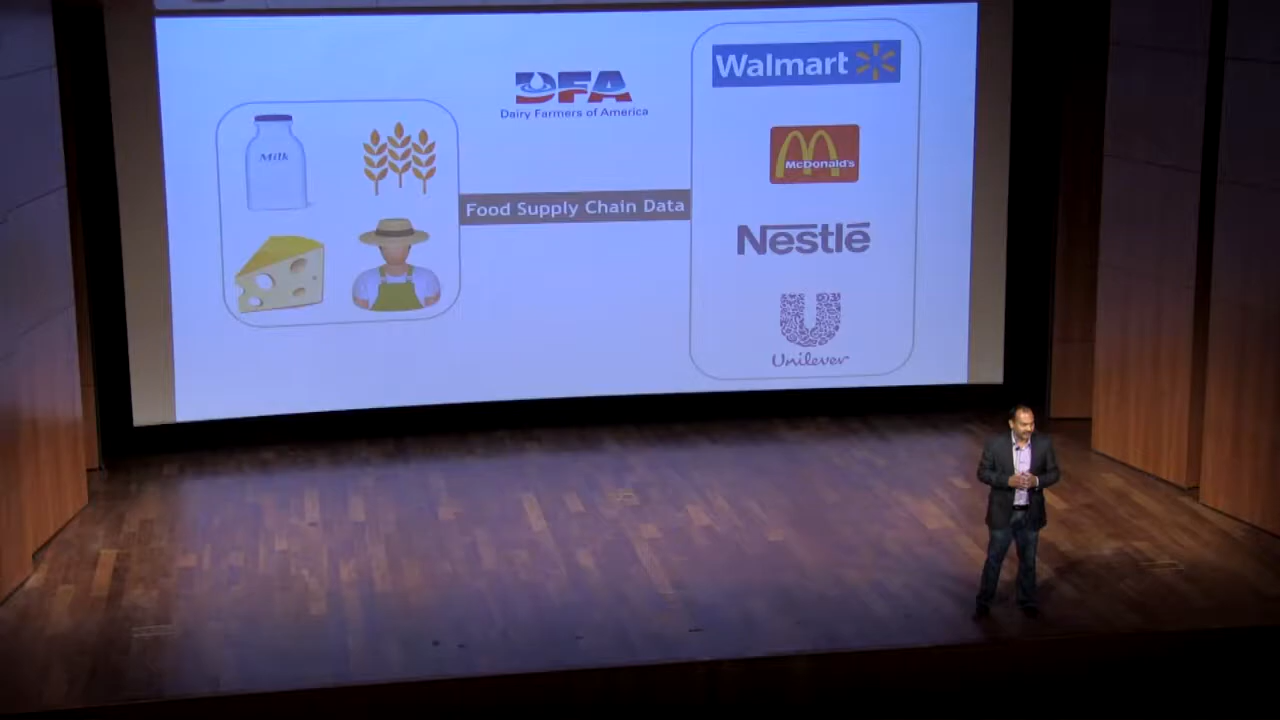 Milk
DFA
Dairy Farmers of America
Food Supply Chain Data
Walmart
McDonald's
Nestlé
Unilever